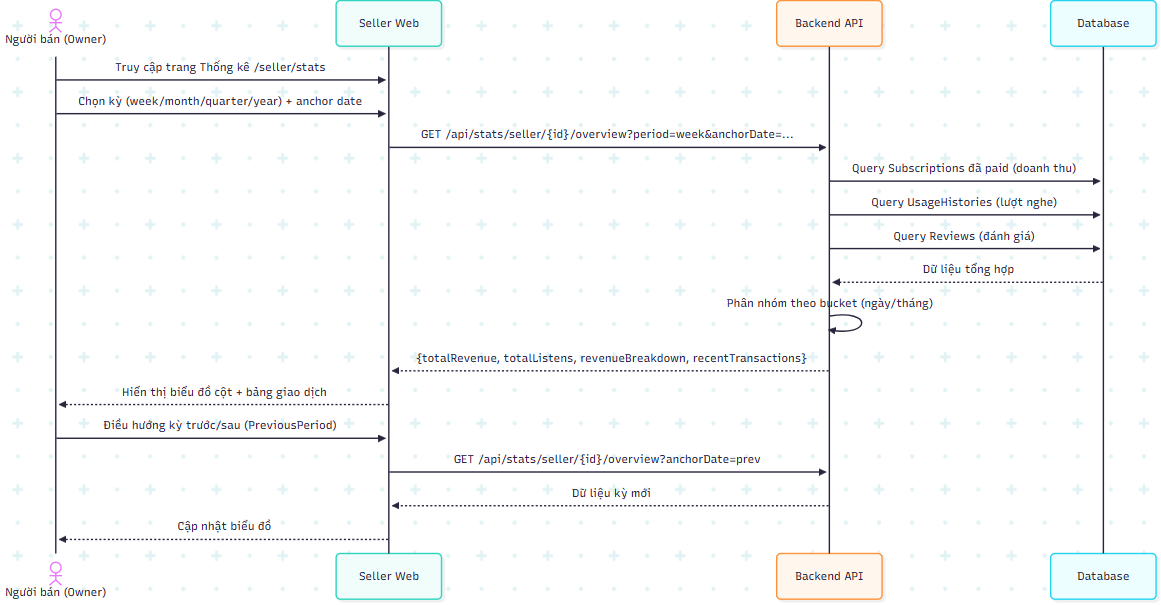 Người bán (Owner)
Seller Web
Backend API
Database
Truy cập trang Thống kê /seller/stats
Chọn kỳ (week/month/quarter/year) + anchor date
GET /api/stats/seller/{id}/overview?period=week&anchorDate=...
Query Subscriptions đã paid (doanh thu)
Query UsageHistories (lượt nghe)
Query Reviews (đánh giá)
Dữ liệu tổng hợp
Phân nhóm theo bucket (ngày/tháng)
{totalRevenue, totalListens, revenueBreakdown, recentTransactions}
Hiển thị biểu đồ cột + bảng giao dịch
Điều hướng kỳ trước/sau (PreviousPeriod)
GET /api/stats/seller/{id}/overview?anchorDate=prev
Dữ liệu kỳ mới
Cập nhật biểu đồ
Người bán (Owner)
Seller Web
Backend API
Database